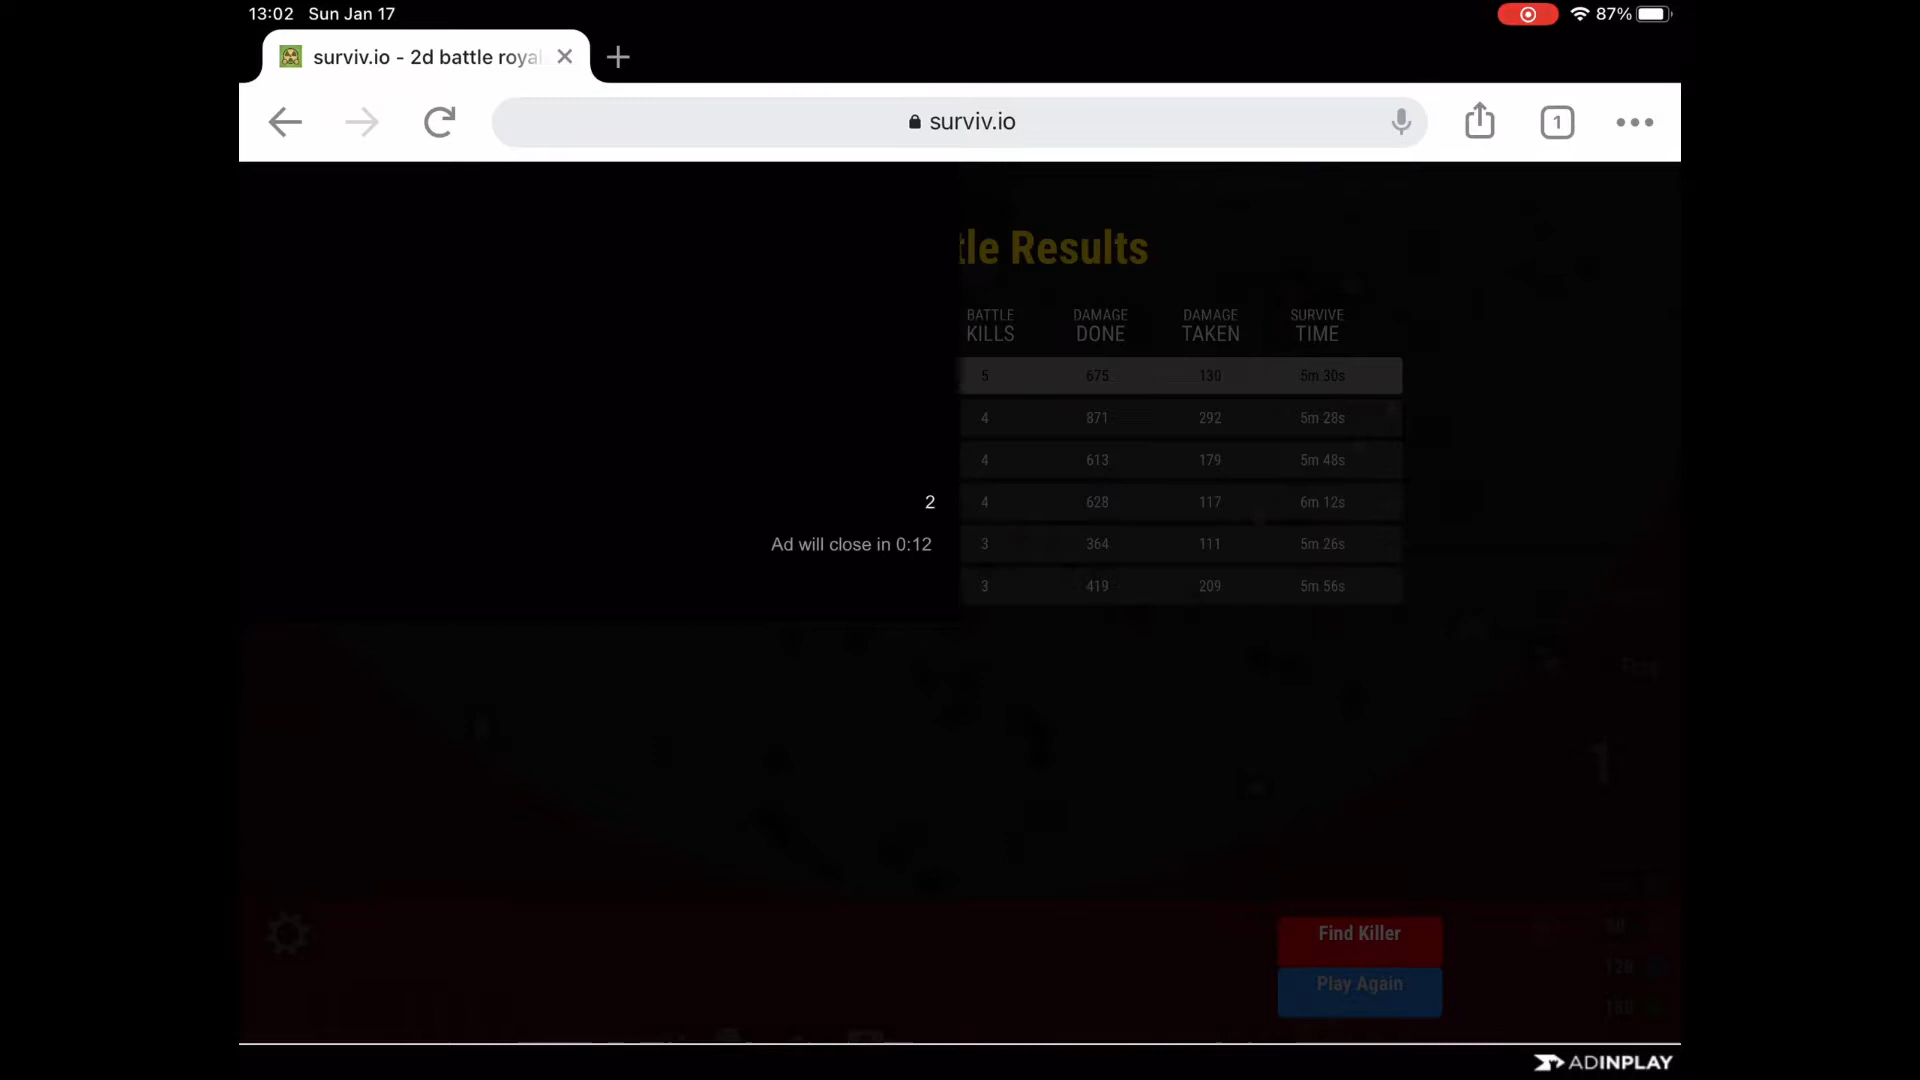 13:02 Sun Jan 17
87%
surviv.io - 2d battle royal
surviv.io
1
tle Results
BATTLE KILLS DAMAGE DONE DAMAGE TAKEN SURVIVE TIME
5 675 130 5m 30s
4 871 292 5m 28s
4 613 179 5m 48s
2
4 628 117 6m 12s
Ad will close in 0:12
3 364 111 5m 26s
3 419 209 5m 56s
1
Find Killer
Play Again
120
180
ADINPLAY